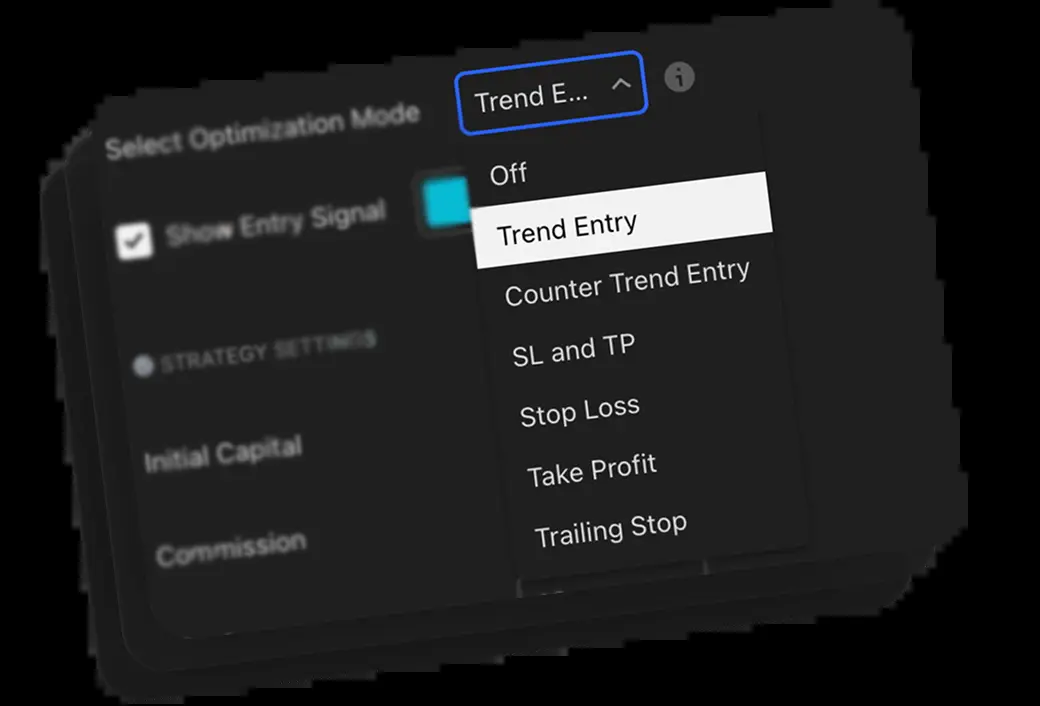 Select Optimization Mode
Trend E...
Off
Show Entry Signal
Trend Entry
Counter Trend Entry
STRATEGY SETTINGS
SL and TP
Stop Loss
Initial Capital
Take Profit
Commission
Trailing Stop